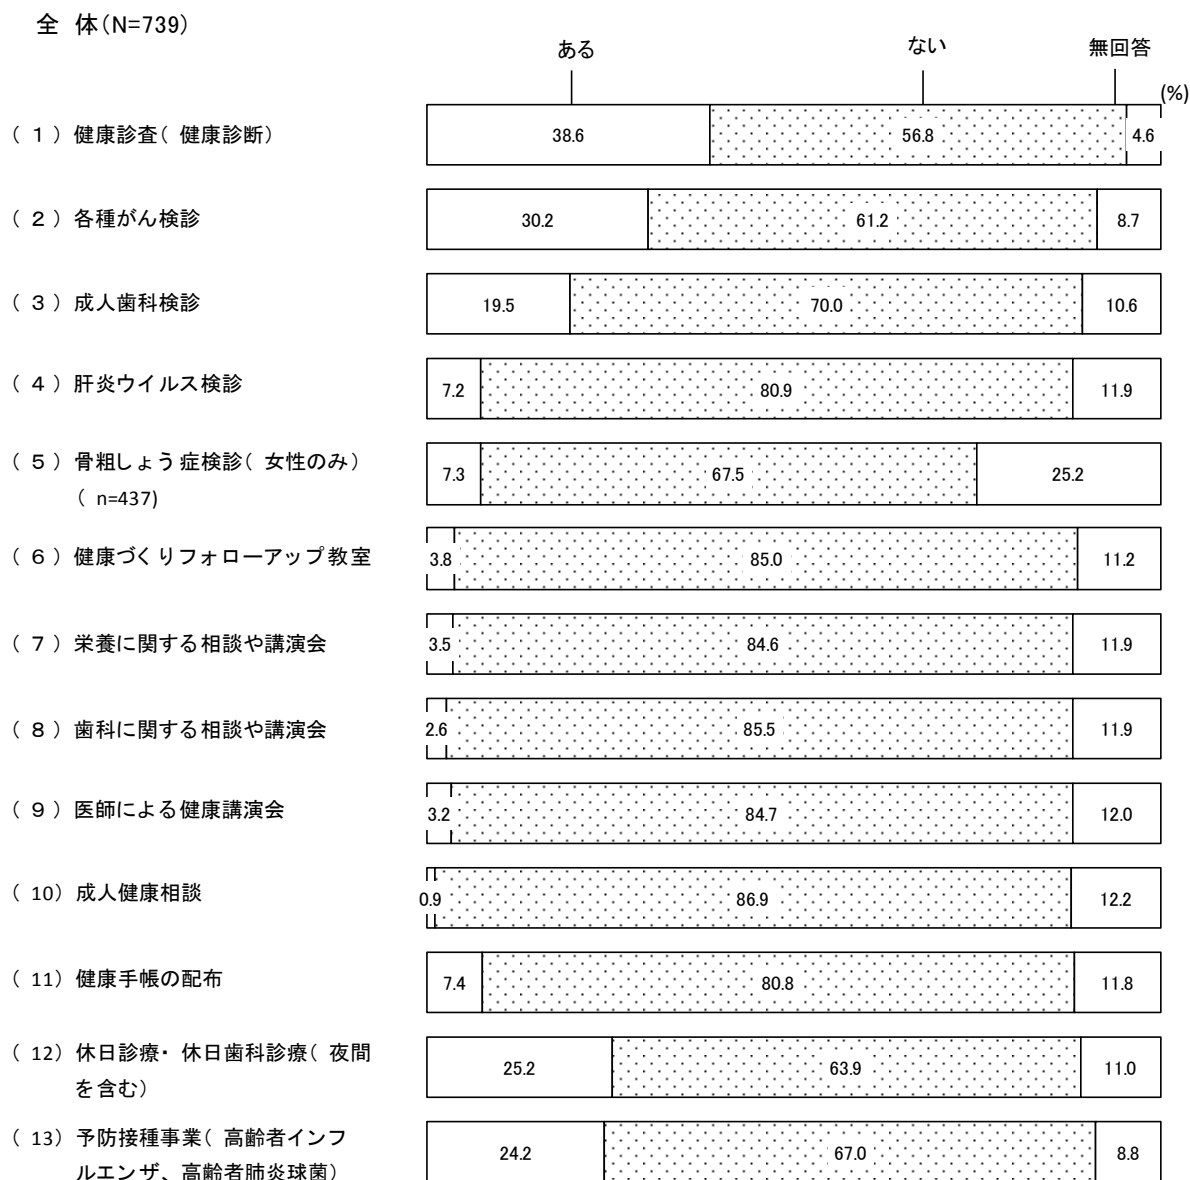 全 体(N=739)
ある ない 無回答
(%)
( 1 ) 健康診査( 健康診断) 38.6 56.8 4.6
( 2 ) 各種がん検診 30.2 61.2 8.7
( 3 ) 成人歯科検診 19.5 70.0 10.6
( 4 ) 肝炎ウイルス検診 7.2 80.9 11.9
( 5 ) 骨粗しょう症検診( 女性のみ) 7.3 67.5 25.2
( n=437)
( 6 ) 健康づくりフォローアップ教室 3.8 85.0 11.2
( 7 ) 栄養に関する相談や講演会 3.5 84.6 11.9
( 8 ) 歯科に関する相談や講演会 2.6 85.5 11.9
( 9 ) 医師による健康講演会 3.2 84.7 12.0
( 10) 成人健康相談 0.9 86.9 12.2
( 11) 健康手帳の配布 7.4 80.8 11.8
( 12) 休日診療・休日歯科診療( 夜間 25.2 63.9 11.0
を含む)
( 13) 予防接種事業( 高齢者インフ 24.2 67.0 8.8
ルエンザ、高齢者肺炎球菌)